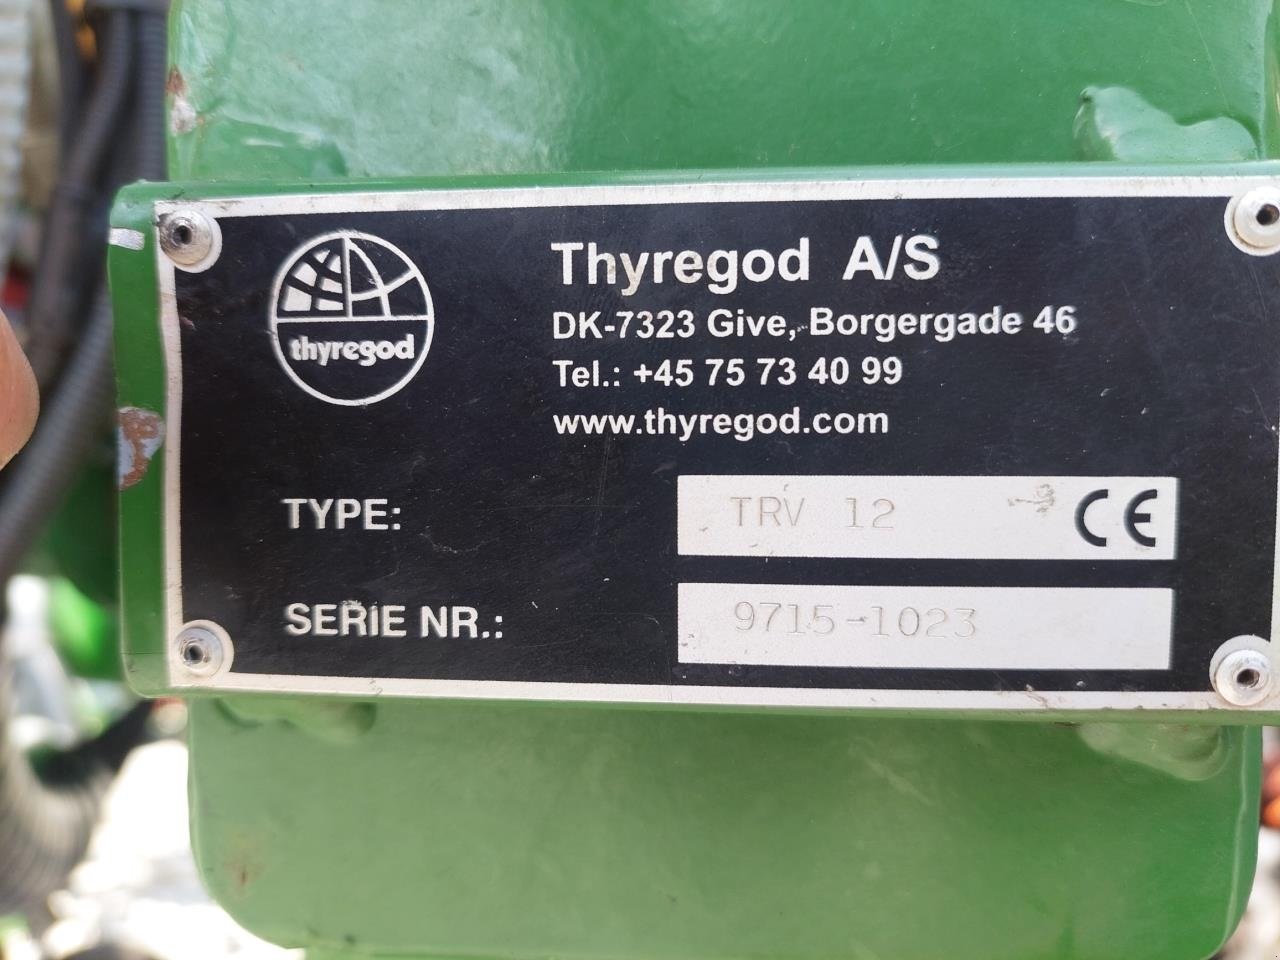 thyregod
Thyregod A/S
DK-7323 Give, Borgergade 46
Tel.: +45 75 73 40 99
www.thyregod.com
TYPE: TRV 12 CE
SERIE NR.: 9715-1023